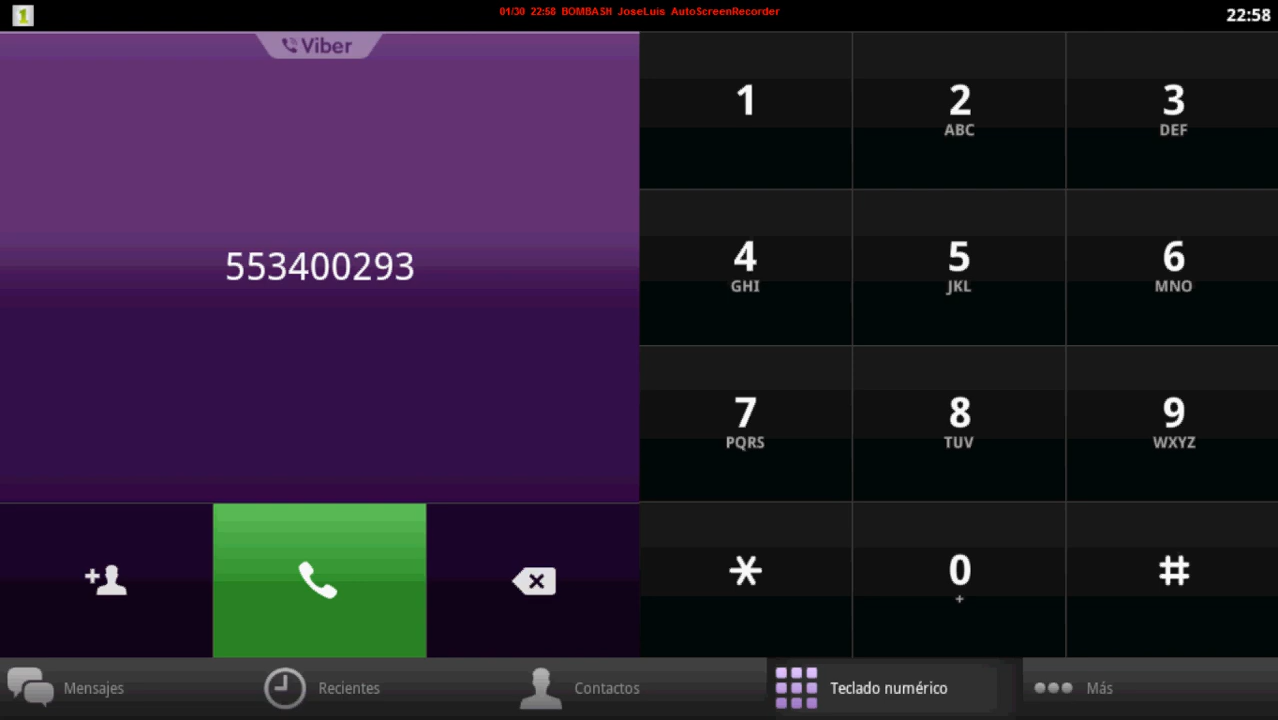 1
01/30 22:58 BOMBASH JoseLuis AutoScreenRecorder
22:58
Viber
553400293
1
2
ABC
3
DEF
4
GHI
5
JKL
6
MNO
7
PQRS
8
TUV
9
WXYZ
*
0
+
#
Mensajes
Recientes
Contactos
Teclado numérico
Más